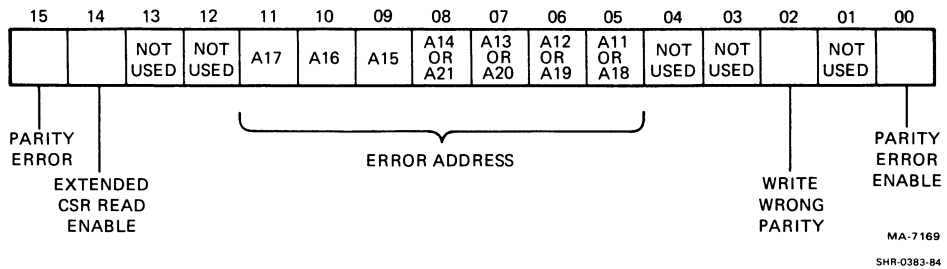 15 14 13 12 11 10 09 08 07 06 05 04 03 02 01 00
NOT USED
NOT USED
A17
A16
A15
A14 OR A21
A13 OR A20
A12 OR A19
A11 OR A18
NOT USED
NOT USED
NOT USED
PARITY
ERROR
EXTENDED
CSR READ
ENABLE
ERROR ADDRESS
WRITE
WRONG
PARITY
PARITY
ERROR
ENABLE
MA-7169
SHR-0383-84